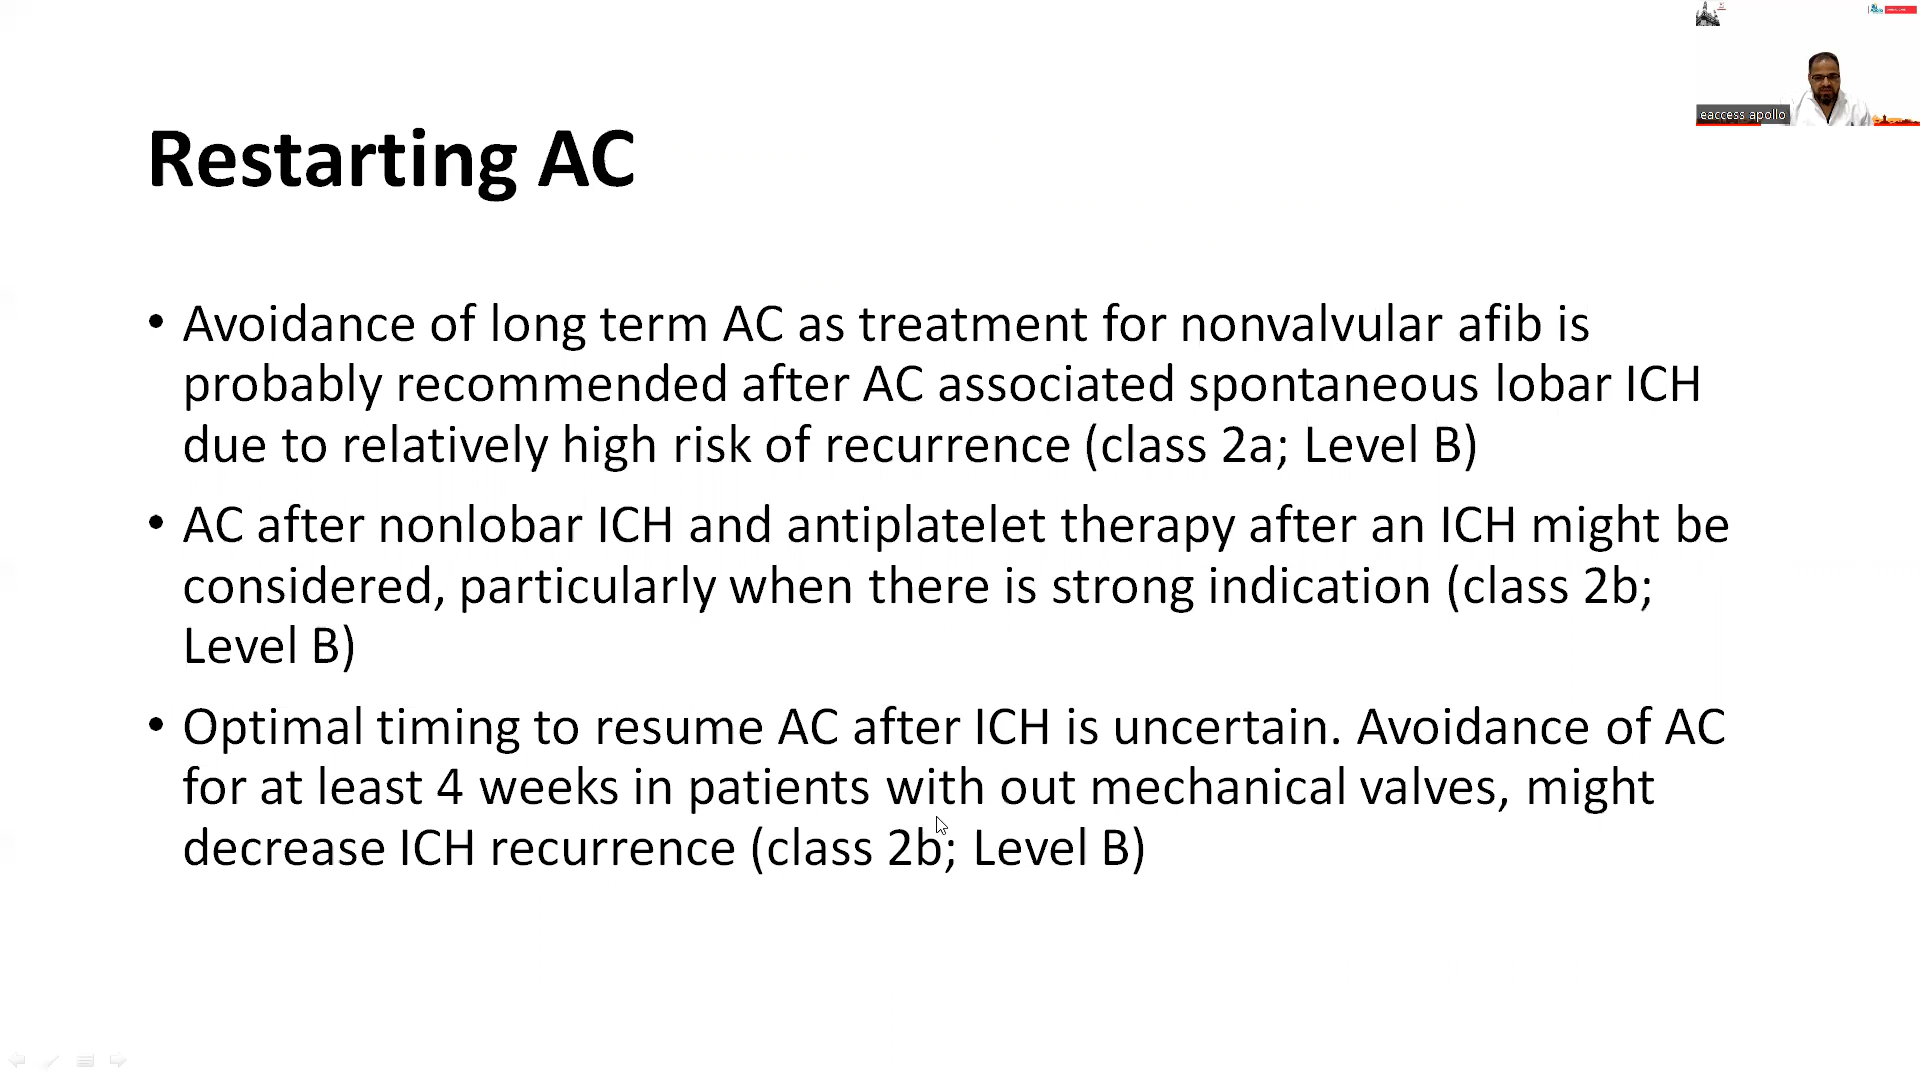 eaccess apollo
Restarting AC
• Avoidance of long term AC as treatment for nonvalvular afib is
probably recommended after AC associated spontaneous lobar ICH
due to relatively high risk of recurrence (class 2a; Level B)
• AC after nonlobar ICH and antiplatelet therapy after an ICH might be
considered, particularly when there is strong indication (class 2b;
Level B)
• Optimal timing to resume AC after ICH is uncertain. Avoidance of AC
for at least 4 weeks in patients with out mechanical valves, might
decrease ICH recurrence (class 2b; Level B)